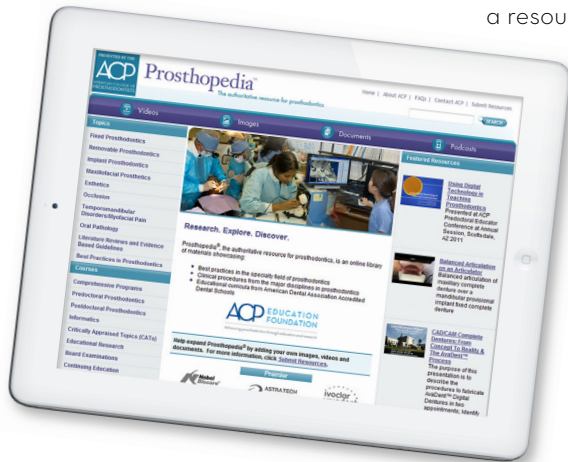 a resou
PRESENTED BY THE
ACP
AMERICAN COLLEGE OF
PROSTHODONTISTS
Prosthopedia™
The authoritative resource for prosthodontics
Home | About ACP | FAQs | Contact ACP | Submit Resources
SEARCH
Videos
Images
Documents
Podcasts
Topics
Fixed Prosthodontics
Removable Prosthodontics
Implant Prosthodontics
Maxillofacial Prosthetics
Esthetics
Occlusion
Temporomandibular
Disorders/Myofacial Pain
Oral Pathology
Literature Reviews and Evidence
Based Guidelines
Best Practices in Prosthodontics
Courses
Comprehensive Programs
Predoctoral Prosthodontics
Postdoctoral Prosthodontics
Informatics
Critically Appraised Topics (CATs)
Educational Research
Board Examinations
Continuing Education
Research. Explore. Discover.
Prosthopedia®, the authoritative resource for prosthodontics, is an online library
of materials showcasing:
Best practices in the specialty field of prosthodontics
Clinical procedures from the major disciplines in prosthodontics
Educational curricula from American Dental Association Accredited
Dental Schools
ACP EDUCATION
FOUNDATION
Help expand Prosthopedia® by adding your own images, videos and
documents. For more information, click Submit Resources.
Premier
Nobel
Biocare
ASTRATECH
ivoclar
Featured Resources
Using Digital
Technology in
Teaching
Prosthodontics
Presented at ACP
Predoctoral Educator
Conference at Annual
Session, Scottsdale,
AZ 2011.
Balanced Articulation
on an Articulator
Balanced articulation of
maxillary complete
denture over a
mandibular provisional
implant fixed complete
denture
CAD/CAM Complete
Dentures: From
Concept To Reality &
The AvaDent™
Process
The purpose of this
presentation is to
describe the
procedures to fabricate
AvaDent™ Digital
Dentures in two
appointments, Identify